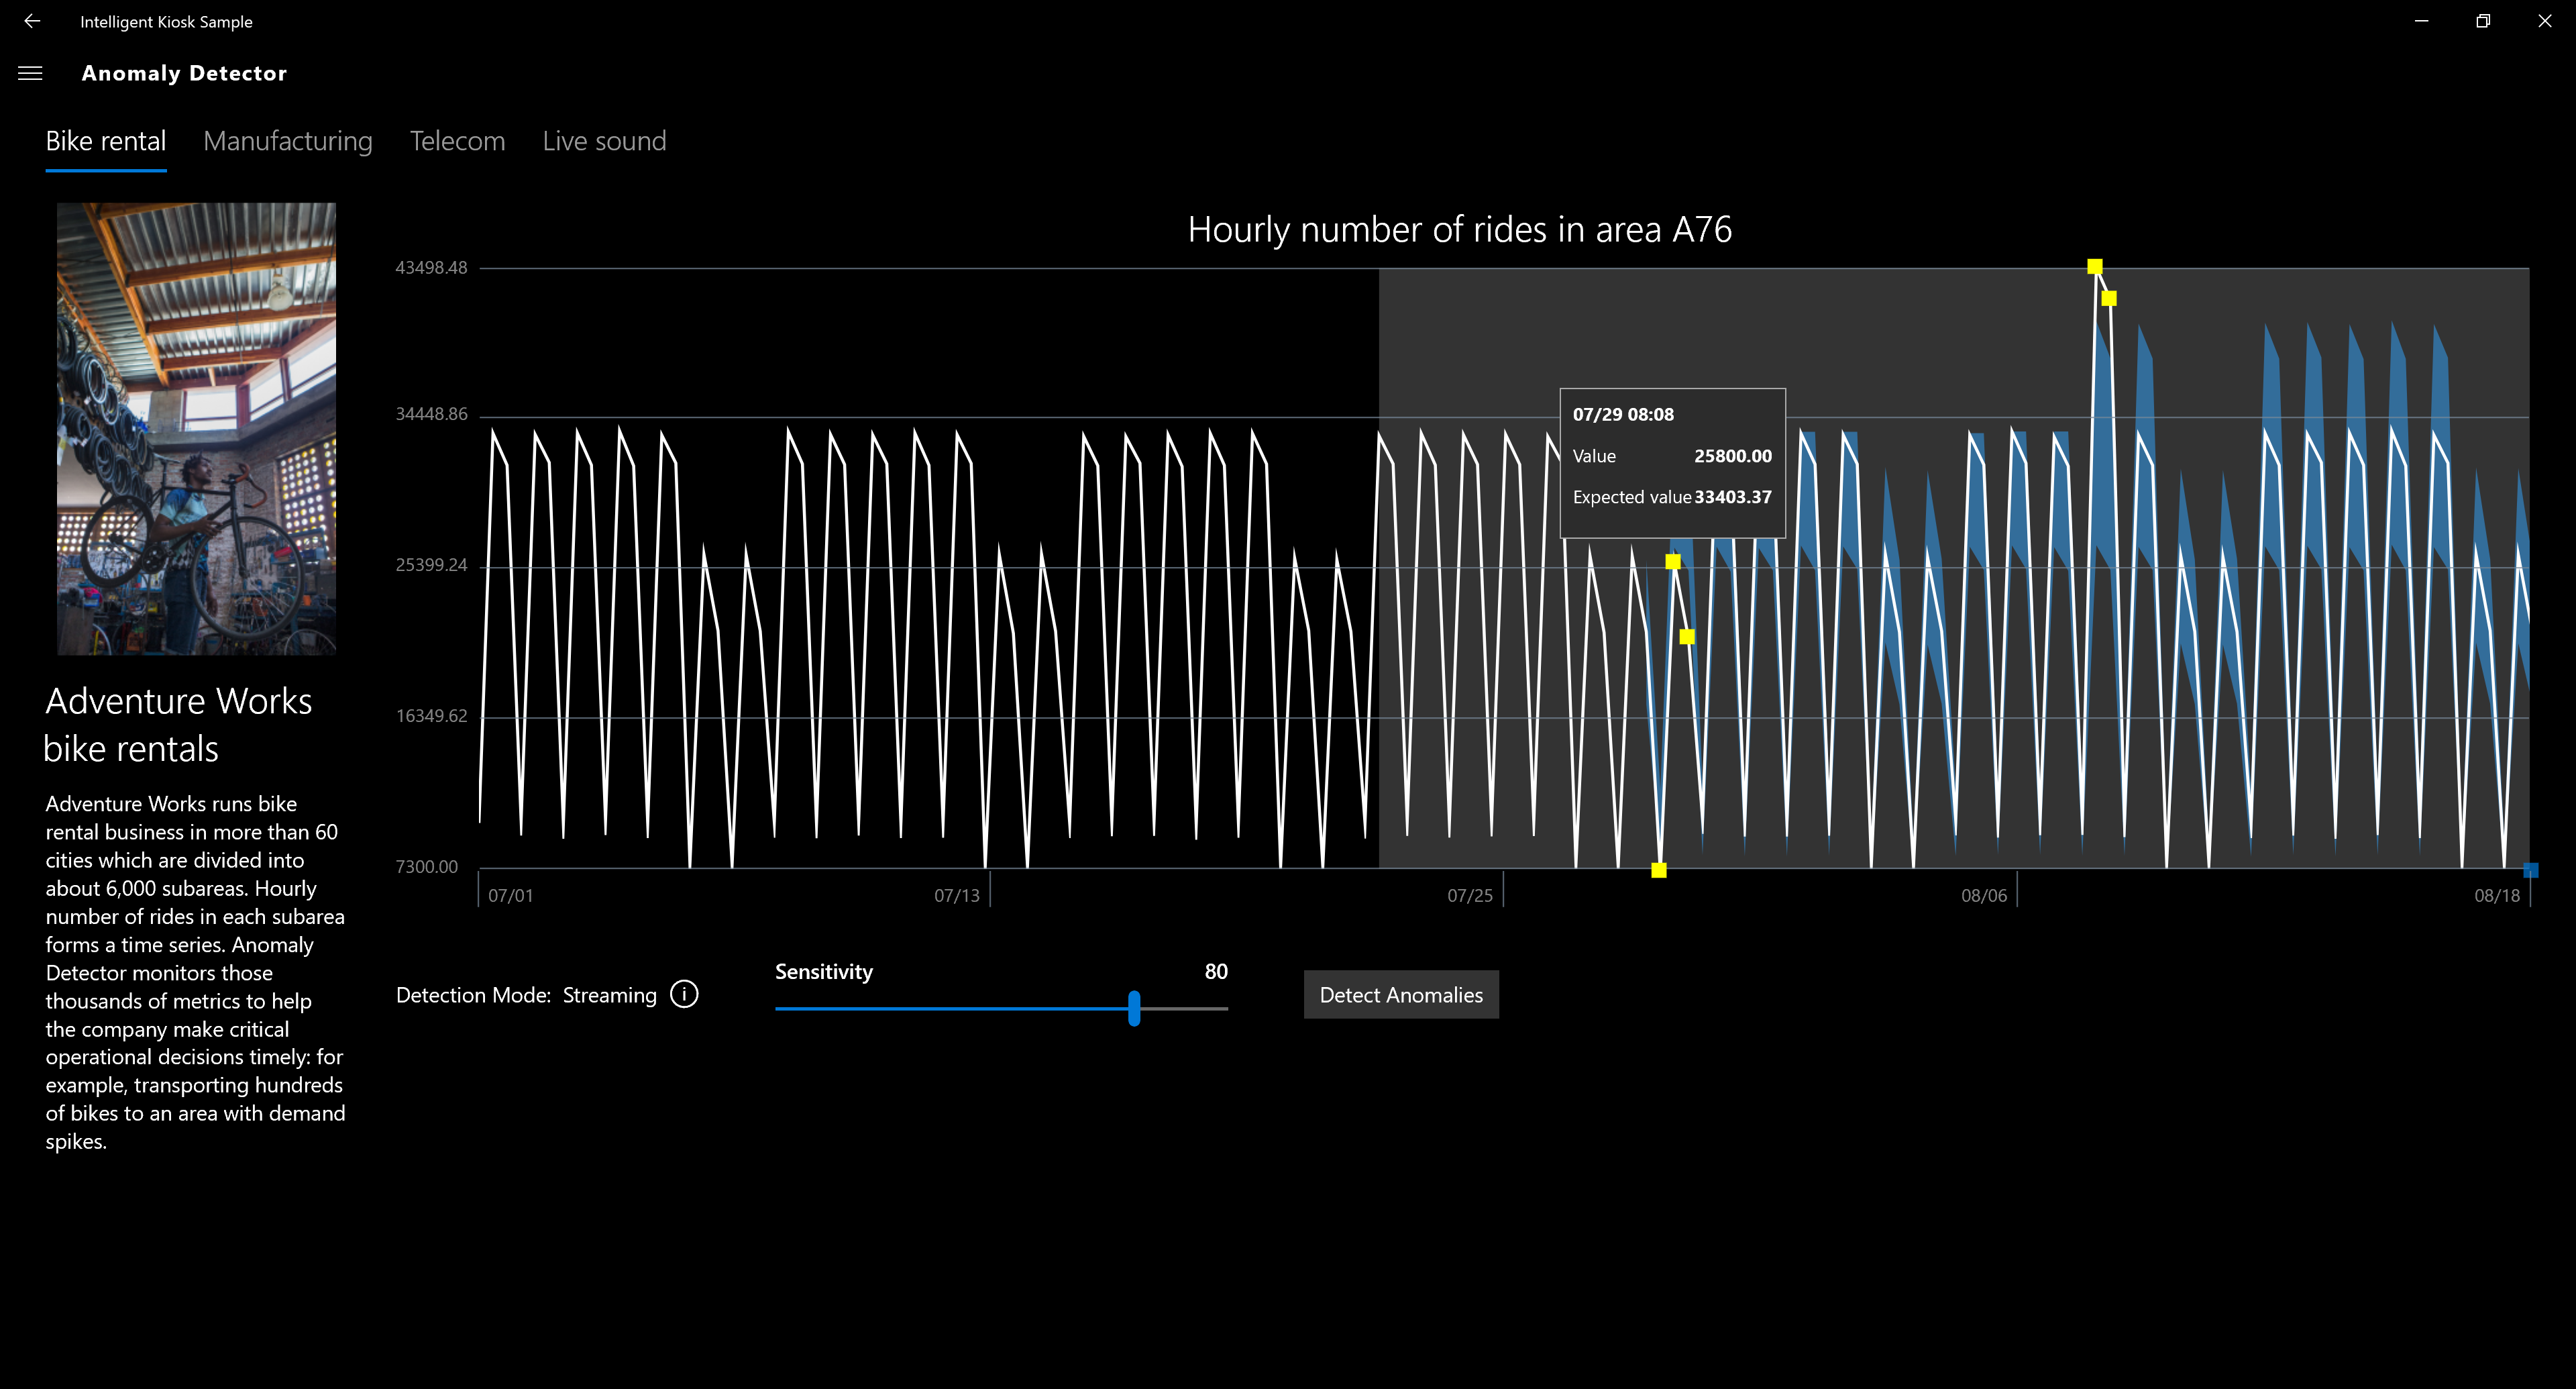 Intelligent Kiosk Sample
Anomaly Detector
Bike rental
Manufacturing
Telecom
Live sound
Hourly number of rides in area A76
43498.48
34448.86
25399.24
16349.62
7300.00
07/29 08:08
Value 25800.00
Expected value 33403.37
07/01
07/13
07/25
08/06
08/18
Adventure Works
bike rentals
Adventure Works runs bike
rental business in more than 60
cities which are divided into
about 6,000 subareas. Hourly
number of rides in each subarea
forms a time series. Anomaly
Detector monitors those
thousands of metrics to help
the company make critical
operational decisions timely: for
example, transporting hundreds
of bikes to an area with demand
spikes.
Detection Mode: Streaming
Sensitivity 80
Detect Anomalies